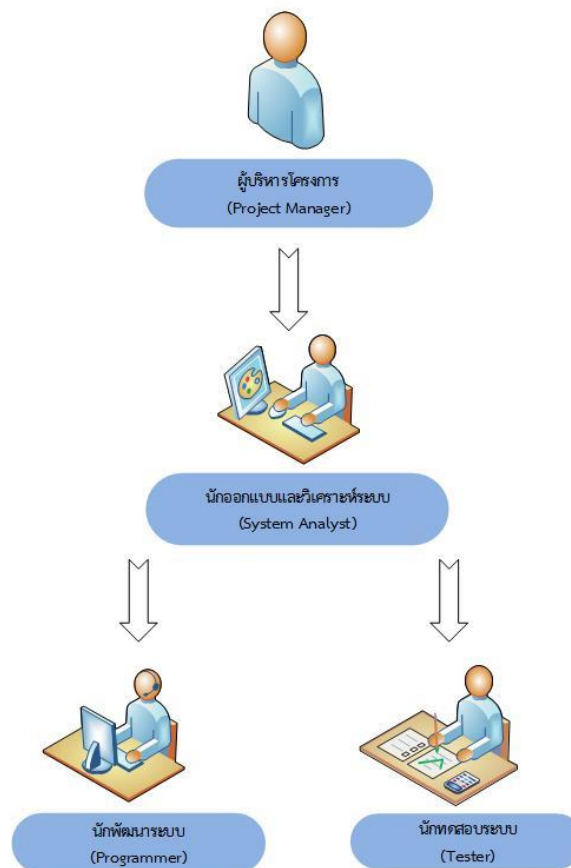 ผู้บริหารโครงการ
(Project Manager)
นักออกแบบและวิเคราะห์ระบบ
(System Analyst)
นักพัฒนาระบบ
(Programmer)
นักทดสอบระบบ
(Tester)